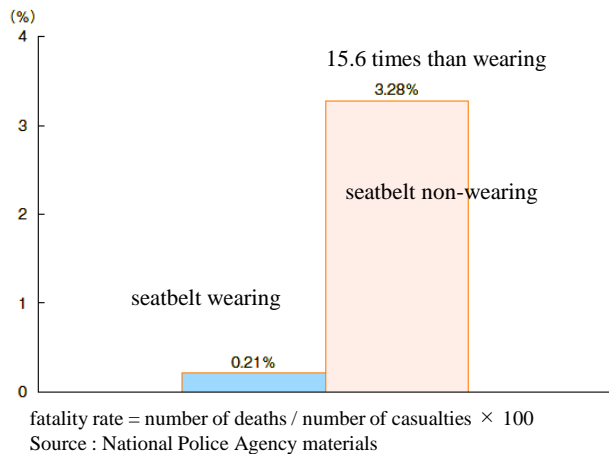 (%)
4
15.6 times than wearing
3.28%
3
seatbelt non-wearing
2
seatbelt wearing
1
0.21%
0
fatality rate = number of deaths / number of casualties × 100
Source : National Police Agency materials